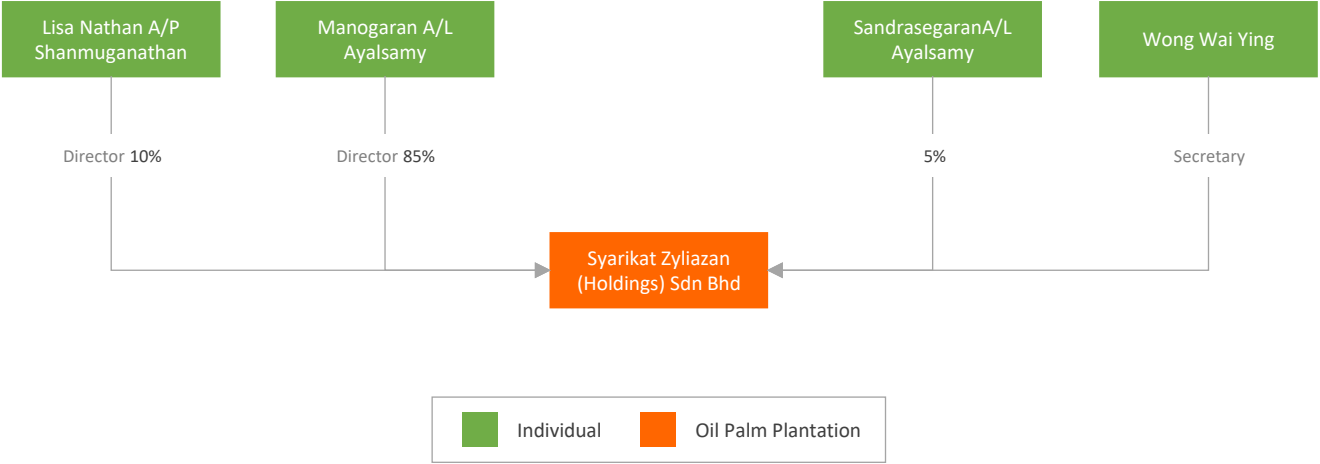 Lisa Nathan A/P
Shanmuganathan
Manogaran A/L
Ayalsamy
SandrasegaranA/L
Ayalsamy
Wong Wai Ying
Director 10%
Director 85%
5%
Secretary
Syarikat Zyliazan
(Holdings) Sdn Bhd
Individual
Oil Palm Plantation